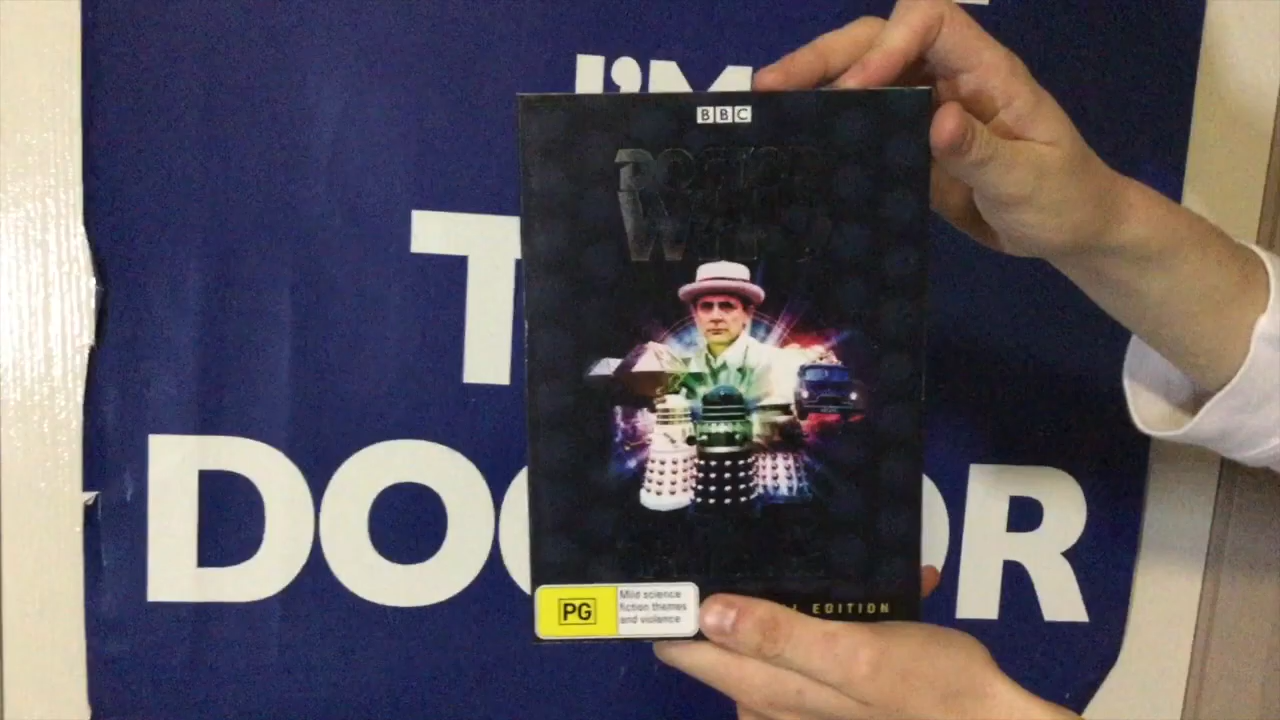 I'M
T
DOC OR
BBC
DOCTOR
WHO
PG
Mild science
fiction themes
and violence
EDITION